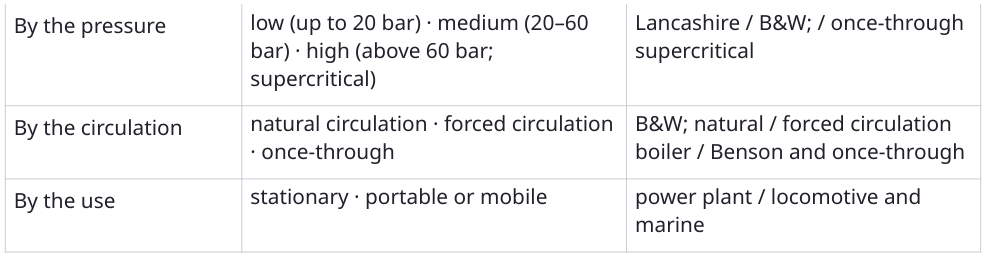 By the pressure
low (up to 20 bar) · medium (20–60
bar) · high (above 60 bar;
supercritical)
Lancashire / B&W; / once-through
supercritical
By the circulation
natural circulation · forced circulation
· once-through
B&W; natural / forced circulation
boiler / Benson and once-through
By the use
stationary · portable or mobile
power plant / locomotive and
marine